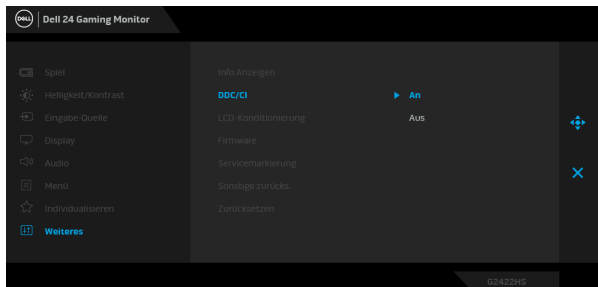 DELL Dell 24 Gaming Monitor
Spiel
Helligkeit/Kontrast
Eingabe-Quelle
Display
Audio
Menü
Individualisieren
Weiteres
Info Anzeigen
DDC/CI An
Aus
LCD-Konditionierung
Firmware
Servicemarkierung
Sonstige zurücks.
Zurücksetzen
G2422HS